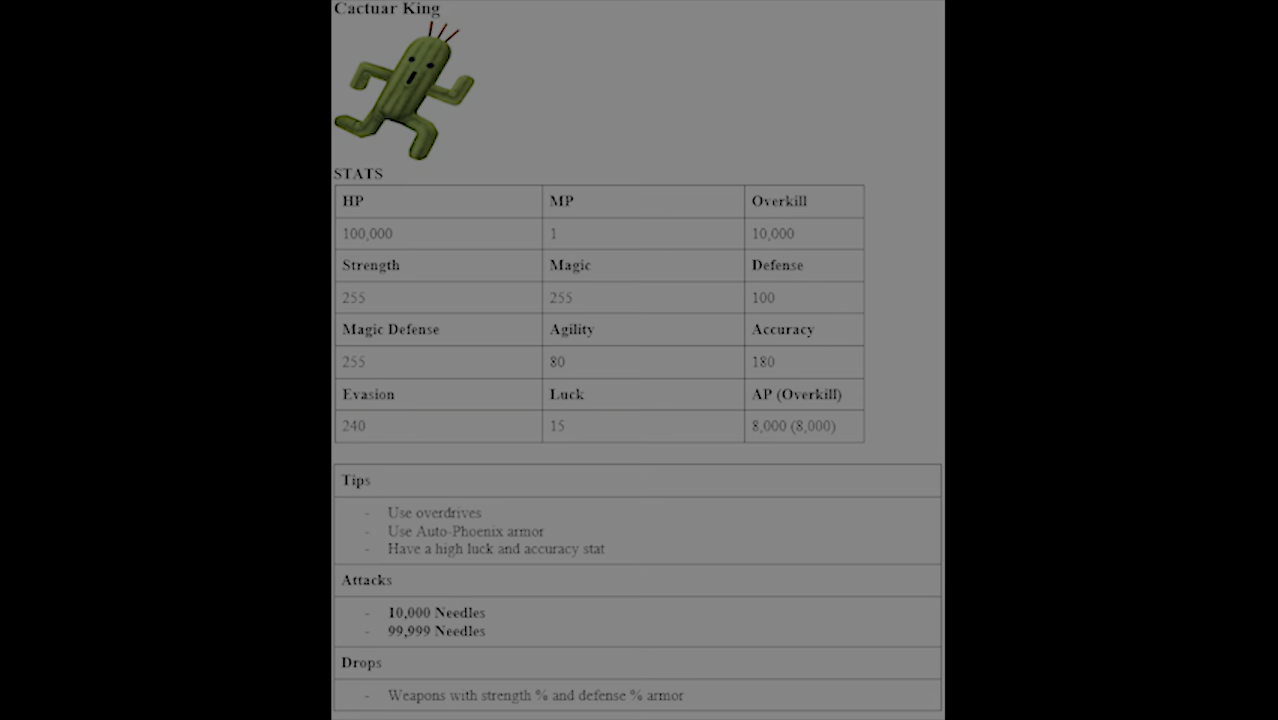 Cactuar King
STATS
HP MP Overkill
100,000 1 10,000
Strength Magic Defense
255 255 100
Magic Defense Agility Accuracy
255 80 180
Evasion Luck AP (Overkill)
240 15 8,000 (8,000)
Tips
- Use overdrives
- Use Auto-Phoenix armor
- Have a high luck and accuracy stat
Attacks
- 10,000 Needles
- 99,999 Needles
Drops
- Weapons with strength % and defense % armor